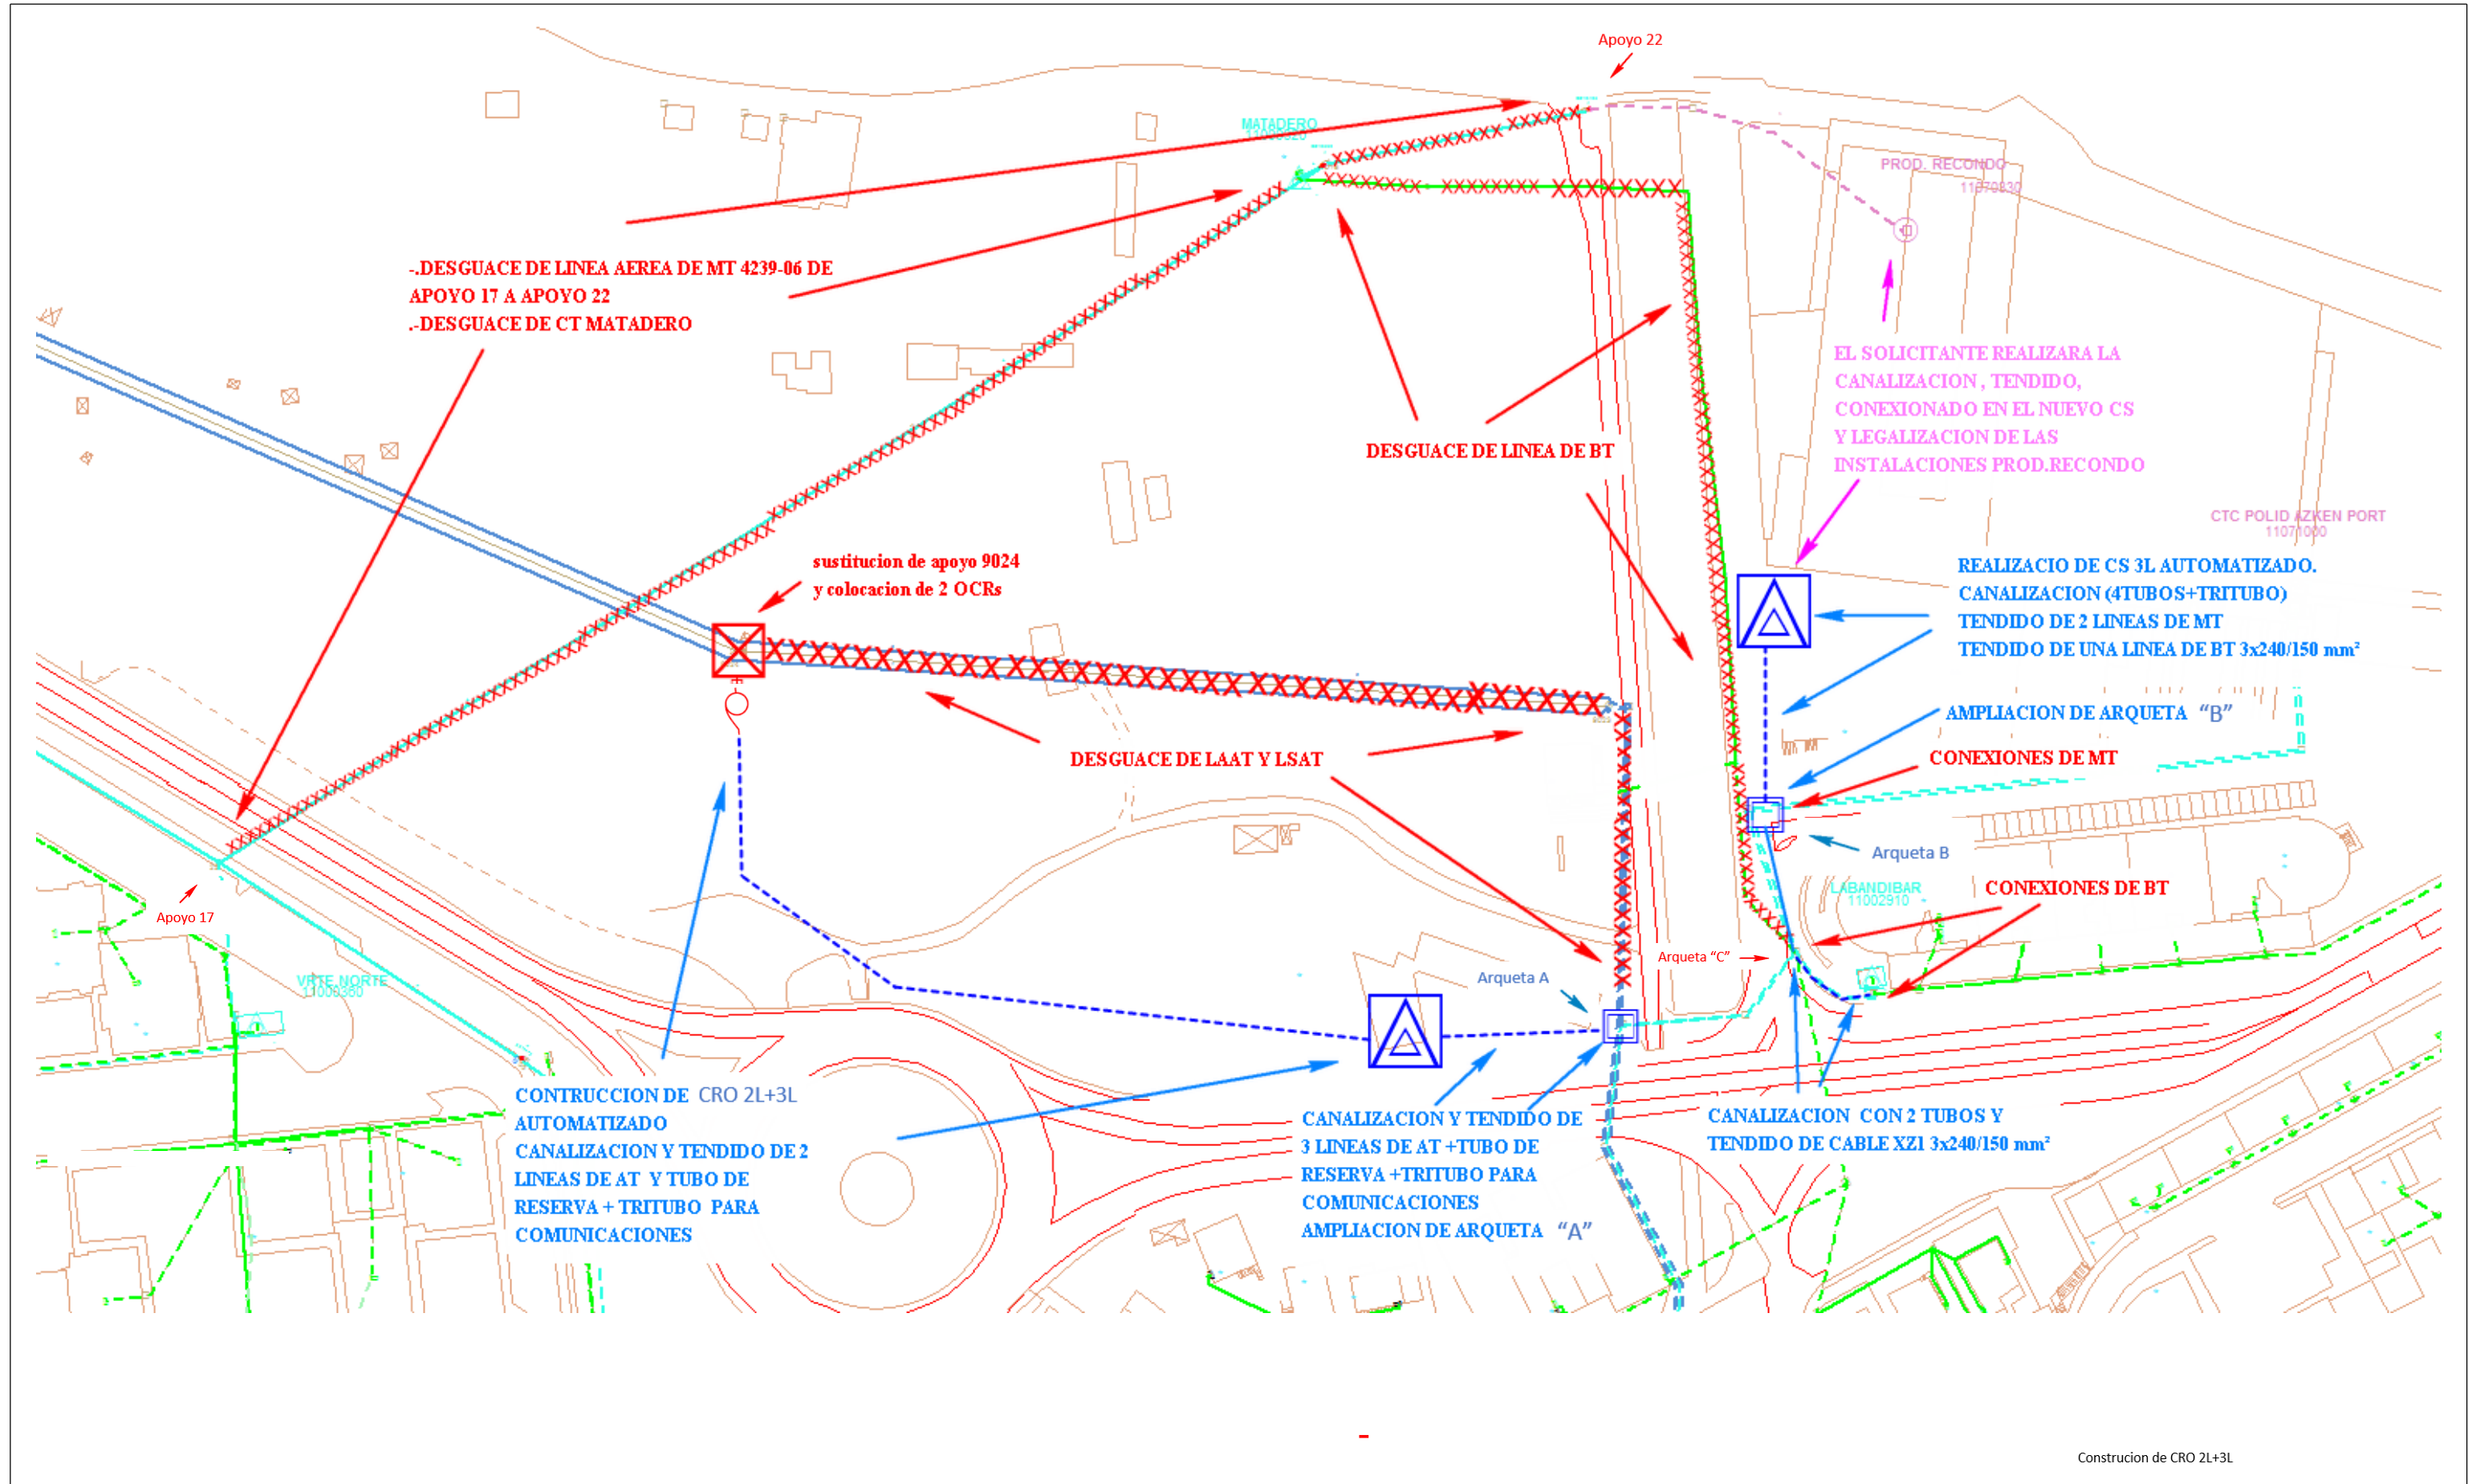 Apoyo 22
MATADERO
PROD. RECONDO
11070830
-.DESGUACE DE LINEA AEREA DE MT 4239-06 DE
APOYO 17 A APOYO 22
.-DESGUACE DE CT MATADERO
EL SOLICITANTE REALIZARA LA
CANALIZACION , TENDIDO,
CONEXIONADO EN EL NUEVO CS
Y LEGALIZACION DE LAS
INSTALACIONES PROD.RECONDO
DESGUACE DE LINEA DE BT
CTC POLID AZKEN PORT
11071000
sustitucion de apoyo 9024
y colocacion de 2 OCRs
REALIZACIO DE CS 3L AUTOMATIZADO.
CANALIZACION (4TUBOS+TRITUBO)
TENDIDO DE 2 LINEAS DE MT
TENDIDO DE UNA LINEA DE BT 3x240/150 mm²
AMPLIACION DE ARQUETA “B”
CONEXIONES DE MT
DESGUACE DE LAAT Y LSAT
Arqueta B
LABANDIBAR
11002910
CONEXIONES DE BT
Apoyo 17
Arqueta “C”
Arqueta A
VRTE.NORTE
11000360
CONTRUCCION DE CRO 2L+3L
AUTOMATIZADO
CANALIZACION Y TENDIDO DE 2
LINEAS DE AT Y TUBO DE
RESERVA + TRITUBO PARA
COMUNICACIONES
CANALIZACION Y TENDIDO DE
3 LINEAS DE AT +TUBO DE
RESERVA +TRITUBO PARA
COMUNICACIONES
AMPLIACION DE ARQUETA “A”
CANALIZACION CON 2 TUBOS Y
TENDIDO DE CABLE XZ1 3x240/150 mm²
Construcion de CRO 2L+3L